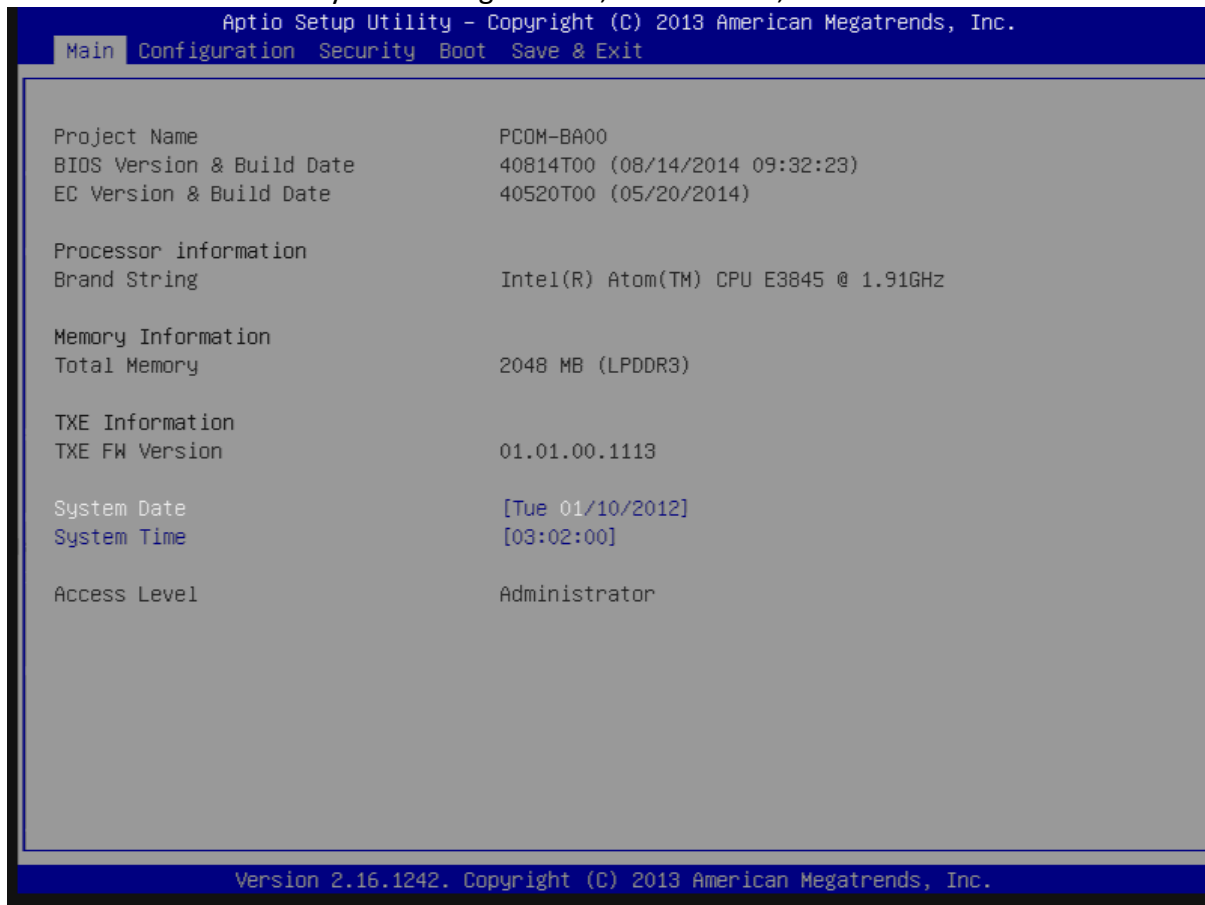 Aptio Setup Utility – Copyright (C) 2013 American Megatrends, Inc.
Main Configuration Security Boot Save & Exit
Project Name PCOM-BA00
BIOS Version & Build Date 40814T00 (08/14/2014 09:32:23)
EC Version & Build Date 40520T00 (05/20/2014)
Processor information
Brand String Intel(R) Atom(TM) CPU E3845 @ 1.91GHz
Memory Information
Total Memory 2048 MB (LPDDR3)
TXE Information
TXE FW Version 01.01.00.1113
System Date [Tue 01/10/2012]
System Time [03:02:00]
Access Level Administrator
Version 2.16.1242. Copyright (C) 2013 American Megatrends, Inc.